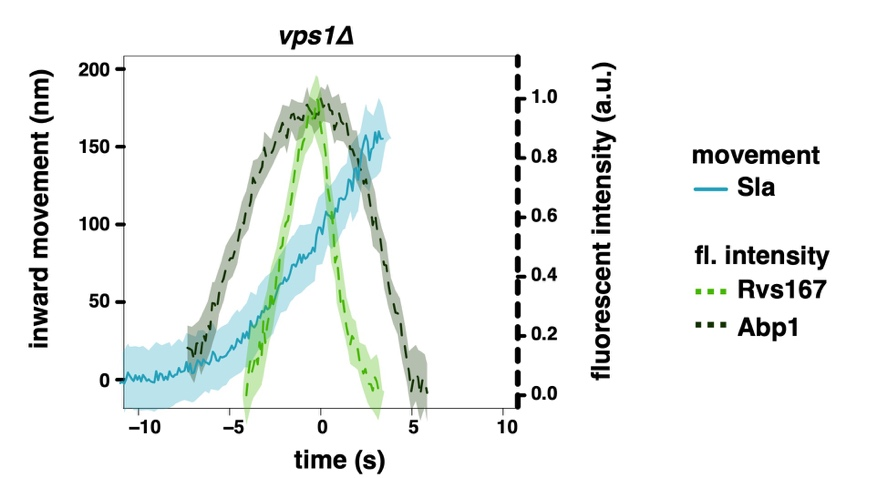 vps1Δ
inward movement (nm)
200
150
100
50
0
−10
−5
0
5
10
time (s)
1.0
0.8
0.6
0.4
0.2
0.0
fluorescent intensity (a.u.)
movement
Sla
fl. intensity
Rvs167
Abp1